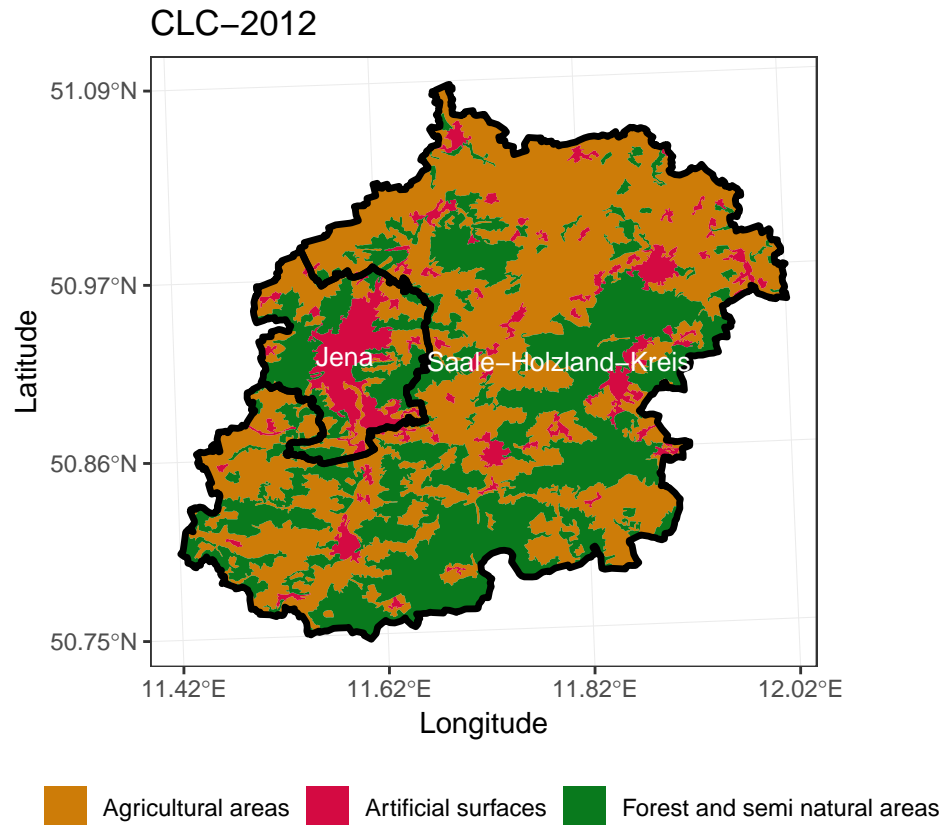 CLC−2012
51.09°N
50.97°N
50.86°N
50.75°N
Latitude
Jena
Saale−Holzland−Kreis
11.42°E 11.62°E 11.82°E 12.02°E
Longitude
Agricultural areas Artificial surfaces Forest and semi natural areas